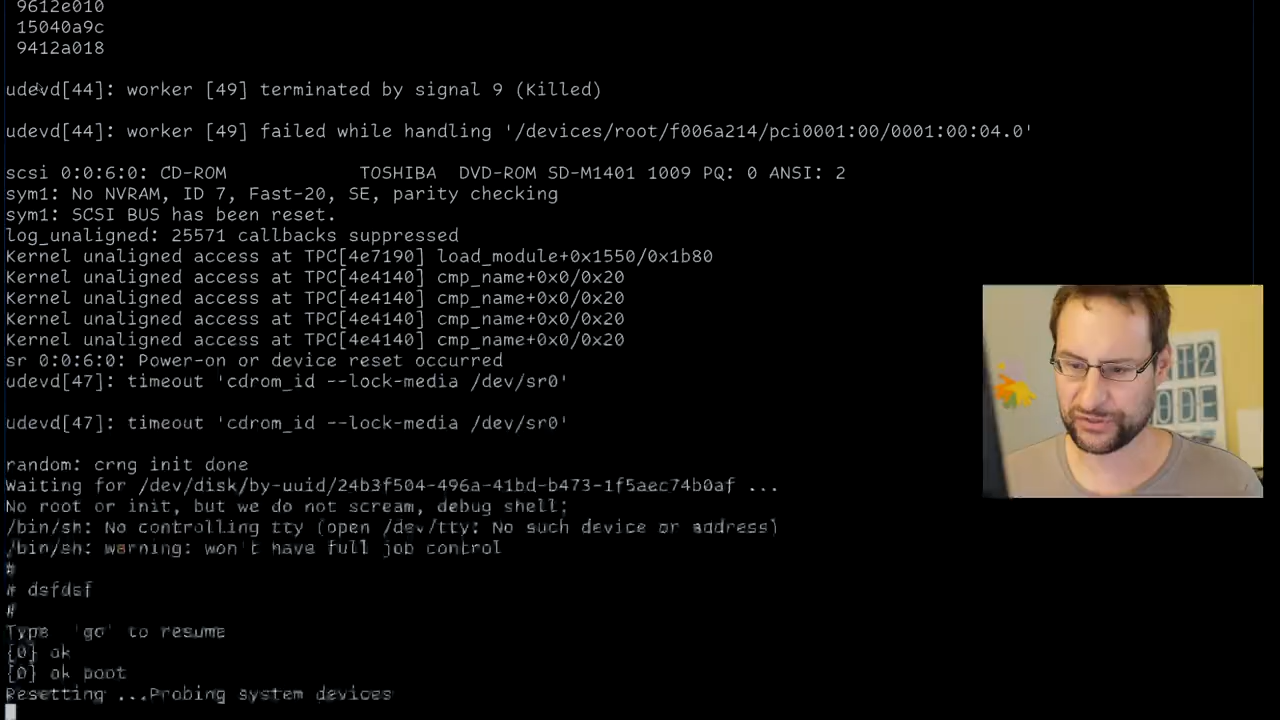 9612e010
15040a9c
9412a018
udevd[44]: worker [49] terminated by signal 9 (Killed)
udevd[44]: worker [49] failed while handling '/devices/root/f006a214/pci0001:00/0001:00:04.0'
scsi 0:0:6:0: CD-ROM TOSHIBA DVD-ROM SD-M1401 1009 PQ: 0 ANSI: 2
sym1: No NVRAM, ID 7, Fast-20, SE, parity checking
sym1: SCSI BUS has been reset.
log_unaligned: 25571 callbacks suppressed
Kernel unaligned access at TPC[4e7190] load_module+0x1550/0x1b80
Kernel unaligned access at TPC[4e4140] cmp_name+0x0/0x20
Kernel unaligned access at TPC[4e4140] cmp_name+0x0/0x20
Kernel unaligned access at TPC[4e4140] cmp_name+0x0/0x20
Kernel unaligned access at TPC[4e4140] cmp_name+0x0/0x20
sr 0:0:6:0: Power-on or device reset occurred
udevd[47]: timeout 'cdrom_id --lock-media /dev/sr0'
udevd[47]: timeout 'cdrom_id --lock-media /dev/sr0'
random: crng init done
Waiting for /dev/disk/by-uuid/24b3f504-496a-41bd-b473-1f5aec74b0af ...
No root or init, but we do not scream, debug shell:
/bin/sh: No controlling tty (open /dev/tty: No such device or address)
/bin/sh: warning: won't have full job control
#
# dsfdsf
#
Type 'go' to resume
{0} ok
{0} ok boot
Resetting ...Probing system devices